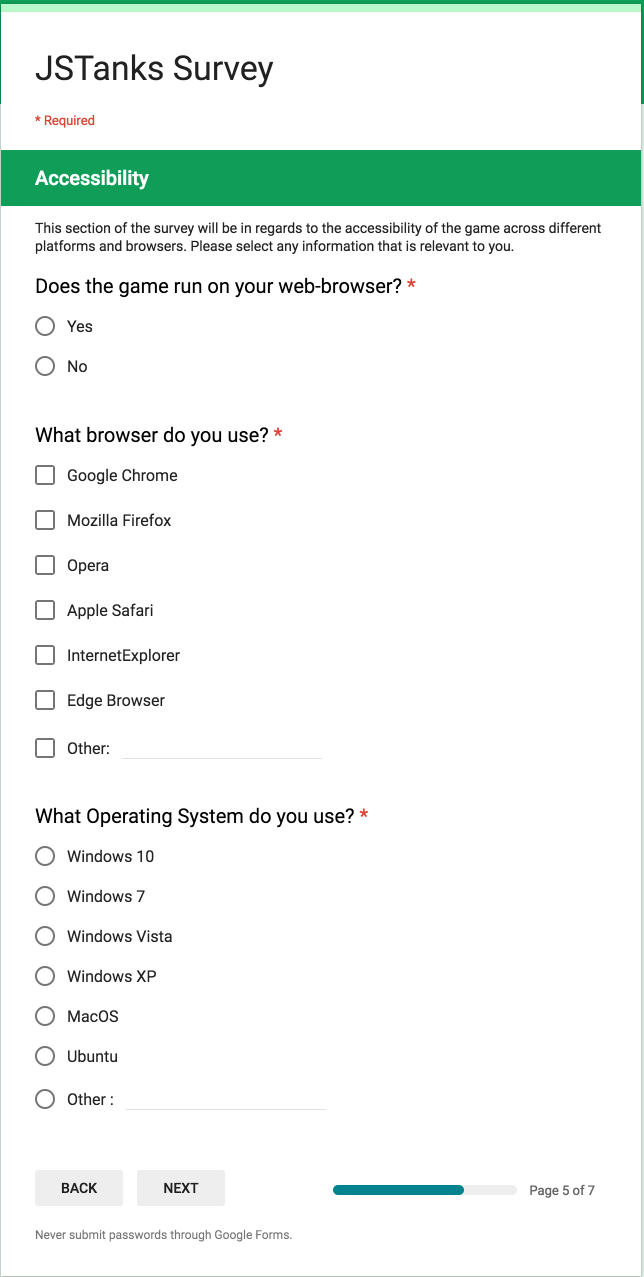 JSTanks Survey
* Required
Accessibility
This section of the survey will be in regards to the accessibility of the game across different
platforms and browsers. Please select any information that is relevant to you.
Does the game run on your web-browser? *
Yes
No
What browser do you use? *
Google Chrome
Mozilla Firefox
Opera
Apple Safari
InternetExplorer
Edge Browser
Other:
What Operating System do you use? *
Windows 10
Windows 7
Windows Vista
Windows XP
MacOS
Ubuntu
Other :
BACK NEXT Page 5 of 7
Never submit passwords through Google Forms.